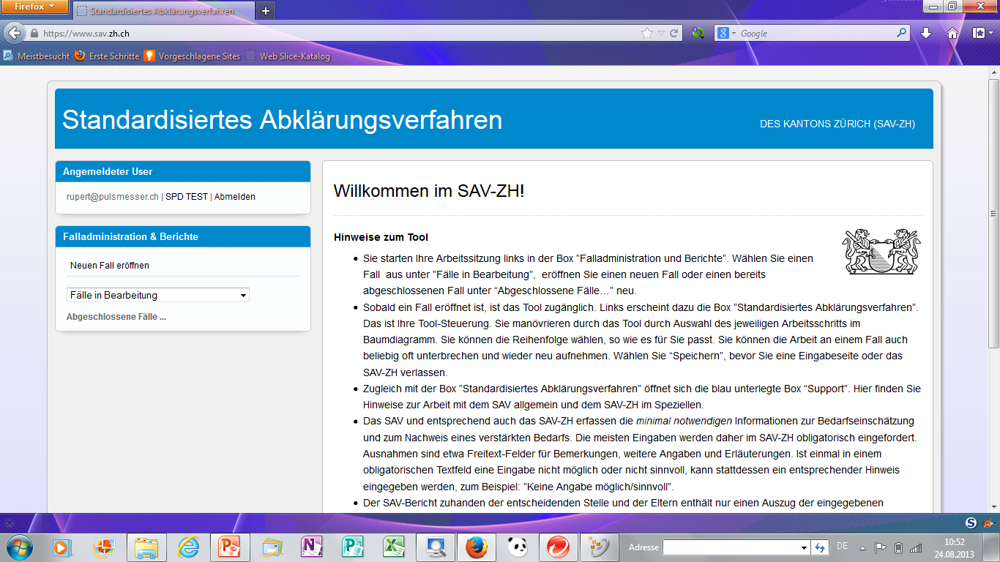 Firefox
Standardisiertes Abklärungsverfahren
https://www.sav.zh.ch
Google
Meistbesucht
Erste Schritte
Vorgeschlagene Sites
Web Slice-Katalog
Standardisiertes Abklärungsverfahren
DES KANTONS ZÜRICH (SAV-ZH)
Angemeldeter User
rupert@pulsmesser.ch | SPD TEST | Abmelden
Falladministration & Berichte
Neuen Fall eröffnen
Fälle in Bearbeitung
Abgeschlossene Fälle ...
Willkommen im SAV-ZH!
Hinweise zum Tool
• Sie starten Ihre Arbeitssitzung links in der Box ”Falladministration und Berichte”. Wählen Sie einen
Fall aus unter ”Fälle in Bearbeitung”, eröffnen Sie einen neuen Fall oder einen bereits
abgeschlossenen Fall unter “Abgeschlossene Fälle…” neu.
• Sobald ein Fall eröffnet ist, ist das Tool zugänglich. Links erscheint dazu die Box ”Standardisiertes Abklärungsverfahren”.
Das ist Ihre Tool-Steuerung. Sie manövrieren durch das Tool durch Auswahl des jeweiligen Arbeitsschritts im
Baumdiagramm. Sie können die Reihenfolge wählen, so wie es für Sie passt. Sie können die Arbeit an einem Fall auch
beliebig oft unterbrechen und wieder neu aufnehmen. Wählen Sie “Speichern”, bevor Sie eine Eingabeseite oder das
SAV-ZH verlassen.
• Zugleich mit der Box ”Standardisiertes Abklärungsverfahren” öffnet sich die blau unterlegte Box “Support”. Hier finden Sie
Hinweise zur Arbeit mit dem SAV allgemein und dem SAV-ZH im Speziellen.
• Das SAV und entsprechend auch das SAV-ZH erfassen die minimal notwendigen Informationen zur Bedarfseinschätzung
und zum Nachweis eines verstärkten Bedarfs. Die meisten Eingaben werden daher im SAV-ZH obligatorisch eingefordert.
Ausnahmen sind etwa Freitext-Felder für Bemerkungen, weitere Angaben und Erläuterungen. Ist einmal in einem
obligatorischen Textfeld eine Eingabe nicht möglich oder nicht sinnvoll, kann stattdessen ein entsprechender Hinweis
eingegeben werden, zum Beispiel: ”Keine Angabe möglich/sinnvoll”.
• Der SAV-Bericht zuhanden der entscheidenden Stelle und der Eltern enthält nur einen Auszug der eingegebenen
Adresse
DE
10:52
24.08.2013